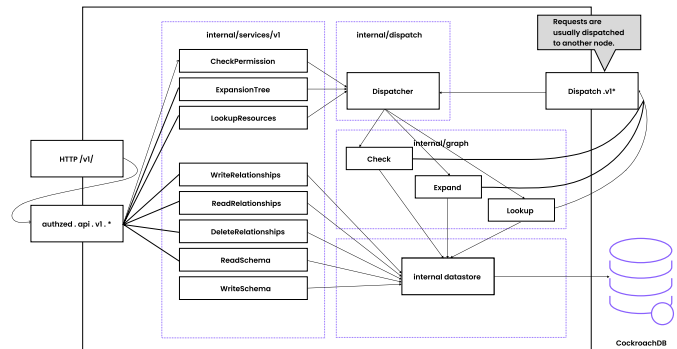 Requests are
usually dispatched
to another node.
internal/services/v1
internal/dispatch
CheckPermission
ExpansionTree
LookupResources
Dispatcher
Dispatch .v1*
internal/graph
HTTP /v1/
Check
Expand
Lookup
WriteRelationships
ReadRelationships
authzed . api . v1 . *
DeleteRelationships
ReadSchema
WriteSchema
internal datastore
CockroachDB